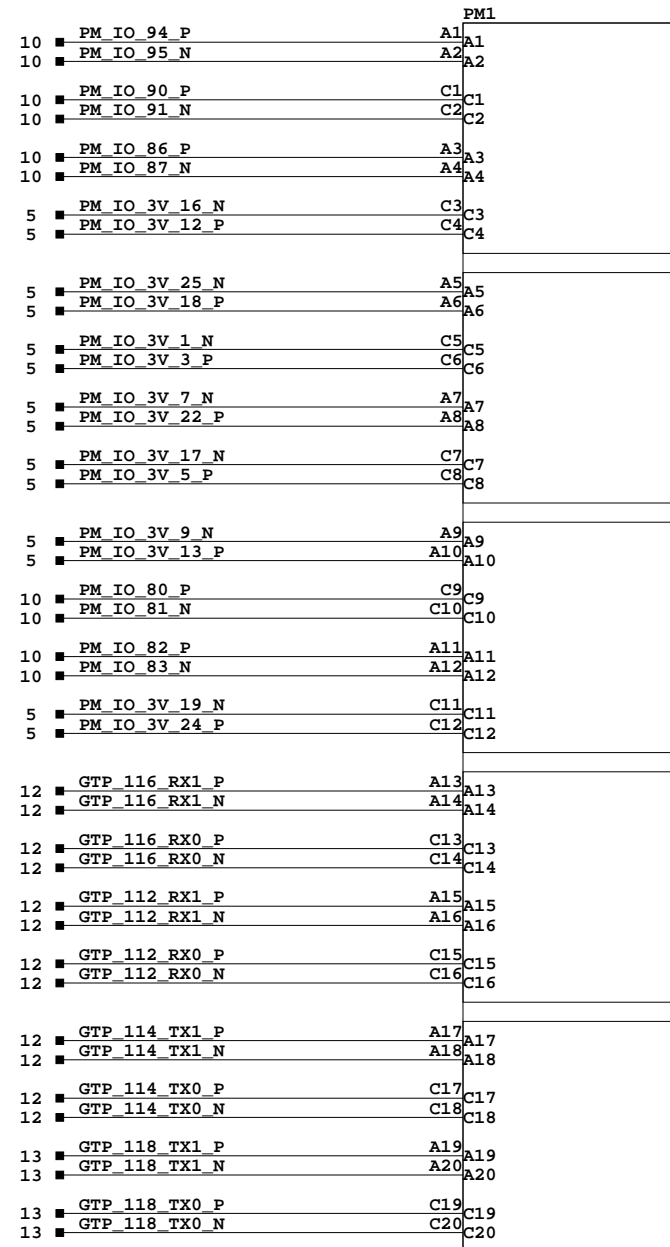 PM1
10 PM_IO_94_P A1 A1
10 PM_IO_95_N A2 A2
10 PM_IO_90_P C1 C1
10 PM_IO_91_N C2 C2
10 PM_IO_86_P A3 A3
10 PM_IO_87_N A4 A4
5 PM_IO_3V_16_N C3 C3
5 PM_IO_3V_12_P C4 C4
5 PM_IO_3V_25_N A5 A5
5 PM_IO_3V_18_P A6 A6
5 PM_IO_3V_1_N C5 C5
5 PM_IO_3V_3_P C6 C6
5 PM_IO_3V_7_N A7 A7
5 PM_IO_3V_22_P A8 A8
5 PM_IO_3V_17_N C7 C7
5 PM_IO_3V_5_P C8 C8
5 PM_IO_3V_9_N A9 A9
5 PM_IO_3V_13_P A10 A10
10 PM_IO_80_P C9 C9
10 PM_IO_81_N C10 C10
10 PM_IO_82_P A11 A11
10 PM_IO_83_N A12 A12
5 PM_IO_3V_19_N C11 C11
5 PM_IO_3V_24_P C12 C12
12 GTP_116_RX1_P A13 A13
12 GTP_116_RX1_N A14 A14
12 GTP_116_RX0_P C13 C13
12 GTP_116_RX0_N C14 C14
12 GTP_112_RX1_P A15 A15
12 GTP_112_RX1_N A16 A16
12 GTP_112_RX0_P C15 C15
12 GTP_112_RX0_N C16 C16
12 GTP_114_TX1_P A17 A17
12 GTP_114_TX1_N A18 A18
12 GTP_114_TX0_P C17 C17
12 GTP_114_TX0_N C18 C18
13 GTP_118_TX1_P A19 A19
13 GTP_118_TX1_N A20 A20
13 GTP_118_TX0_P C19 C19
13 GTP_118_TX0_N C20 C20